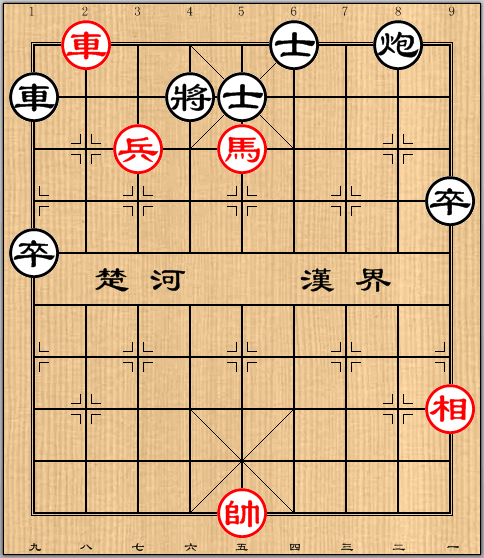 1 2 3 4 5 6 7 8 9
車 士 炮
車 將 士
兵 馬
卒
卒
楚河 漢界
相
帥
九 八 七 六 五 四 三 二 一